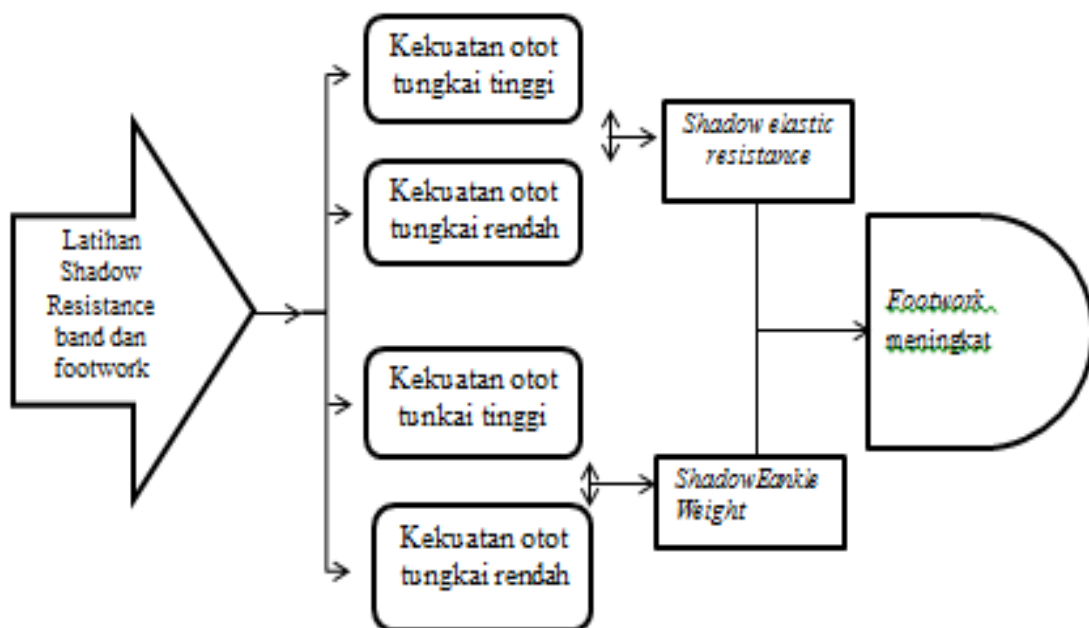 Latihan
Shadow
Resistance
band dan
footwork
Kekuatan otot
tungkai tinggi
Kekuatan otot
tungkai rendah
Kekuatan otot
tunkai tinggi
Kekuatan otot
tungkai rendah
Shadow elastic
resistance
ShadowEankle
Weight
Footwork
meningkat